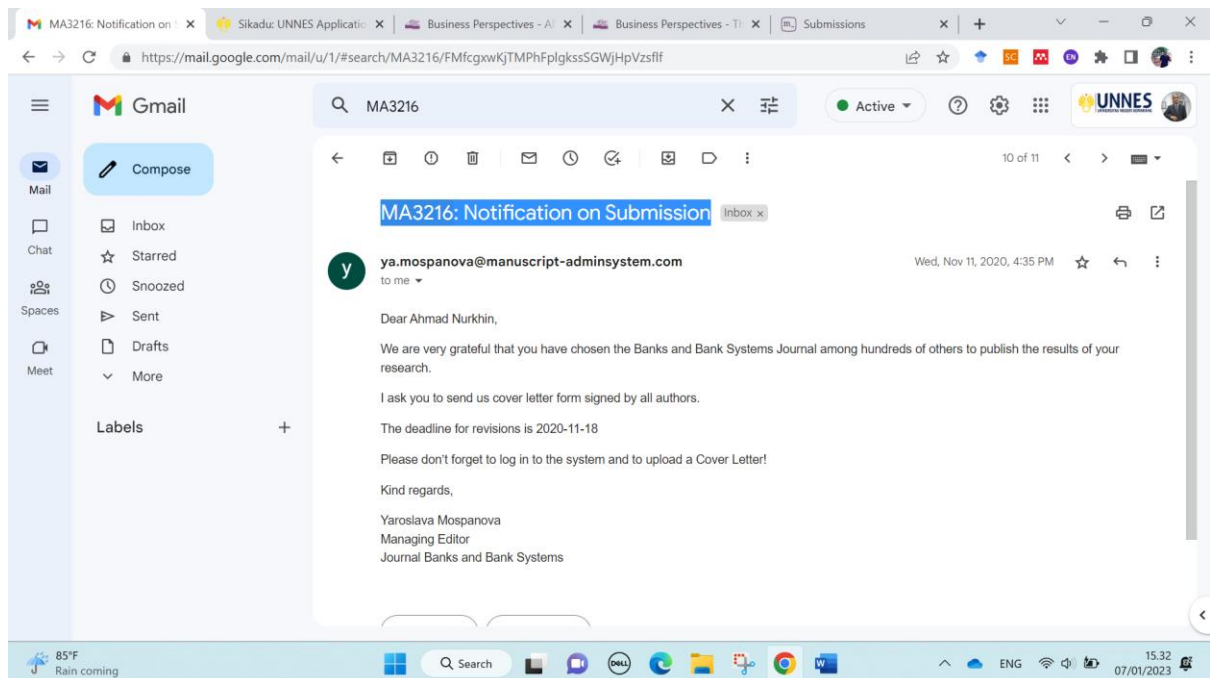 MA3216: Notification on S
Sikadu: UNNES Applicatio
Business Perspectives - A
Business Perspectives - Th
Submissions
https://mail.google.com/mail/u/1/#search/MA3216/FMfcgxwKjTMPhFplgkssSGWjHpVzsflf
Gmail
MA3216
Active
UNNES
Compose
10 of 11
Mail
Chat
Spaces
Meet
Inbox
Starred
Snoozed
Sent
Drafts
More
Labels
MA3216: Notification on Submission
Inbox x
y
ya.mospanova@manuscript-adminsystem.com
Wed, Nov 11, 2020, 4:35 PM
to me
Dear Ahmad Nurkhin,
We are very grateful that you have chosen the Banks and Bank Systems Journal among hundreds of others to publish the results of your
research.
I ask you to send us cover letter form signed by all authors.
The deadline for revisions is 2020-11-18
Please don't forget to log in to the system and to upload a Cover Letter!
Kind regards,
Yaroslava Mospanova
Managing Editor
Journal Banks and Bank Systems
85°F
Rain coming
Search
DELL
ENG
15.32
07/01/2023